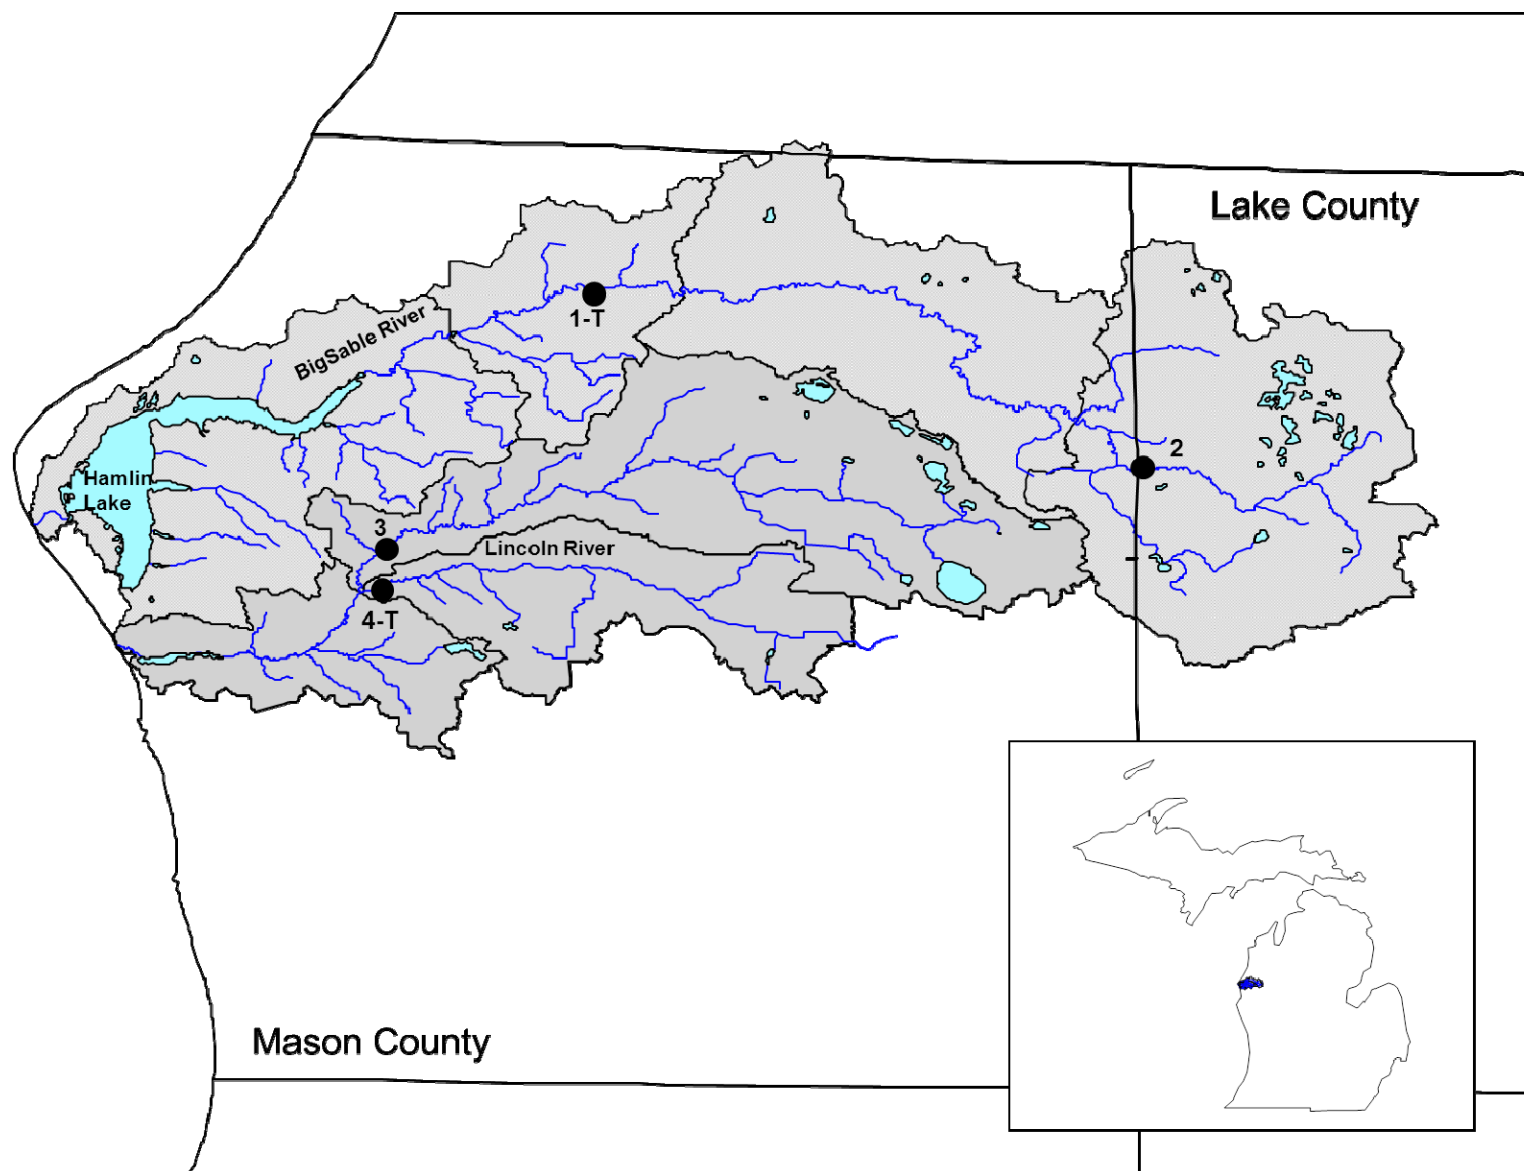 Lake County
BigSable River
1-T
2
Hamlin
Lake
3
Lincoln River
4-T
Mason County